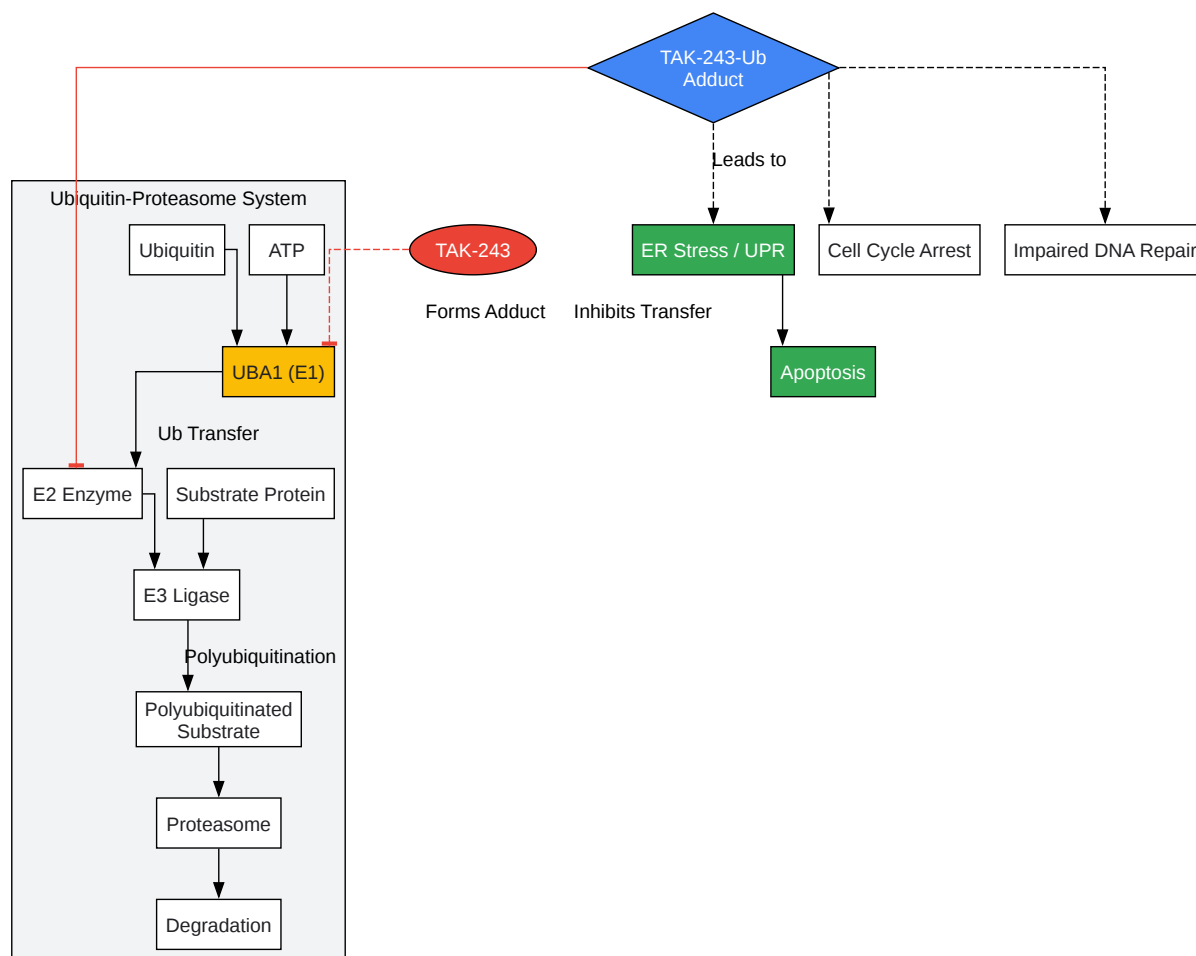 TAK-243-Ub
Adduct
Leads to
Ubiquitin-Proteasome System
Ubiquitin
ATP
TAK-243
ER Stress / UPR
Cell Cycle Arrest
Impaired DNA Repair
Forms Adduct
Inhibits Transfer
UBA1 (E1)
Apoptosis
Ub Transfer
E2 Enzyme
Substrate Protein
E3 Ligase
Polyubiquitination
Polyubiquitinated
Substrate
Proteasome
Degradation